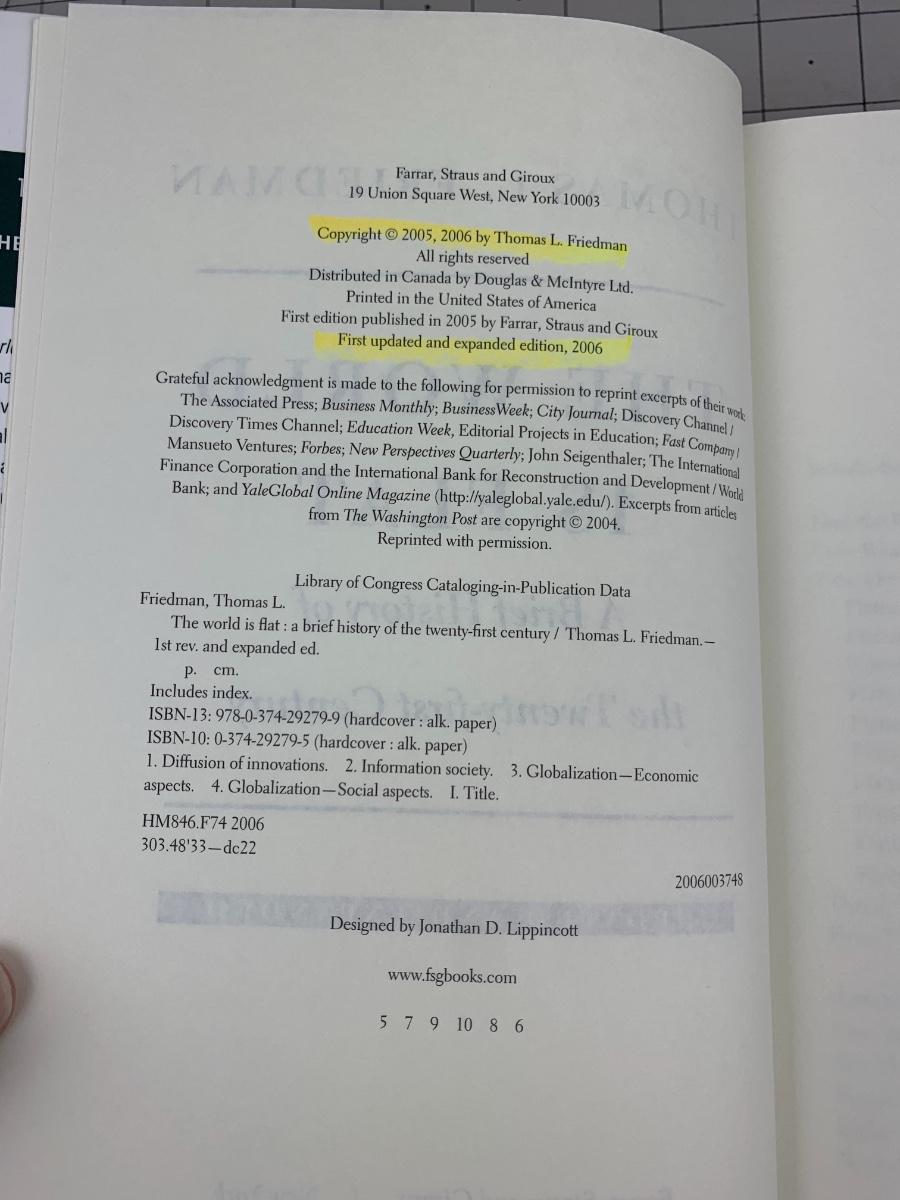 Farrar, Straus and Giroux
19 Union Square West, New York 10003
Copyright © 2005, 2006 by Thomas L. Friedman
All rights reserved
Distributed in Canada by Douglas & McIntyre Ltd.
Printed in the United States of America
First edition published in 2005 by Farrar, Straus and Giroux
First updated and expanded edition, 2006
Grateful acknowledgment is made to the following for permission to reprint excerpts of their work:
The Associated Press; Business Monthly; BusinessWeek; City Journal; Discovery Channel /
Discovery Times Channel; Education Week, Editorial Projects in Education; Fast Company /
Mansueto Ventures; Forbes; New Perspectives Quarterly; John Seigenthaler; The International
Finance Corporation and the International Bank for Reconstruction and Development / World
Bank; and YaleGlobal Online Magazine (http://yaleglobal.yale.edu/). Excerpts from articles
from The Washington Post are copyright © 2004.
Reprinted with permission.
Library of Congress Cataloging-in-Publication Data
Friedman, Thomas L.
The world is flat : a brief history of the twenty-first century / Thomas L. Friedman.—
1st rev. and expanded ed.
p. cm.
Includes index.
ISBN-13: 978-0-374-29279-9 (hardcover : alk. paper)
ISBN-10: 0-374-29279-5 (hardcover : alk. paper)
1. Diffusion of innovations. 2. Information society. 3. Globalization—Economic
aspects. 4. Globalization—Social aspects. I. Title.
HM846.F74 2006
303.48'33—dc22
2006003748
Designed by Jonathan D. Lippincott
www.fsgbooks.com
5 7 9 10 8 6